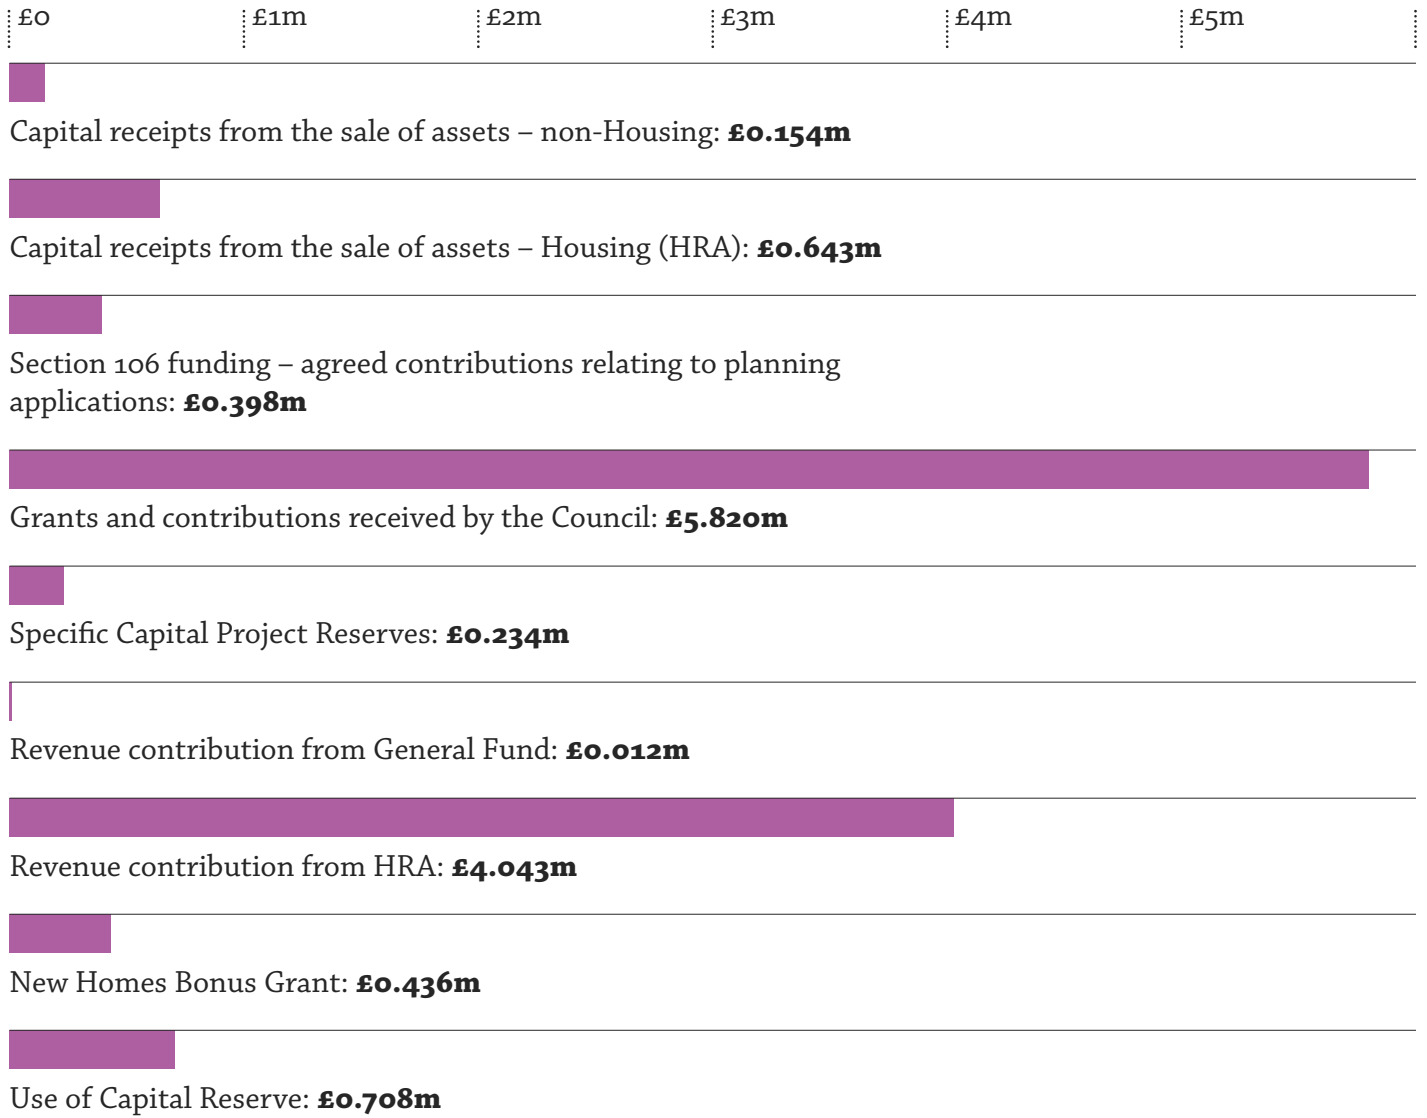 £0 £1m £2m £3m £4m £5m
Capital receipts from the sale of assets – non-Housing: £0.154m
Capital receipts from the sale of assets – Housing (HRA): £0.643m
Section 106 funding – agreed contributions relating to planning
applications: £0.398m
Grants and contributions received by the Council: £5.820m
Specific Capital Project Reserves: £0.234m
Revenue contribution from General Fund: £0.012m
Revenue contribution from HRA: £4.043m
New Homes Bonus Grant: £0.436m
Use of Capital Reserve: £0.708m